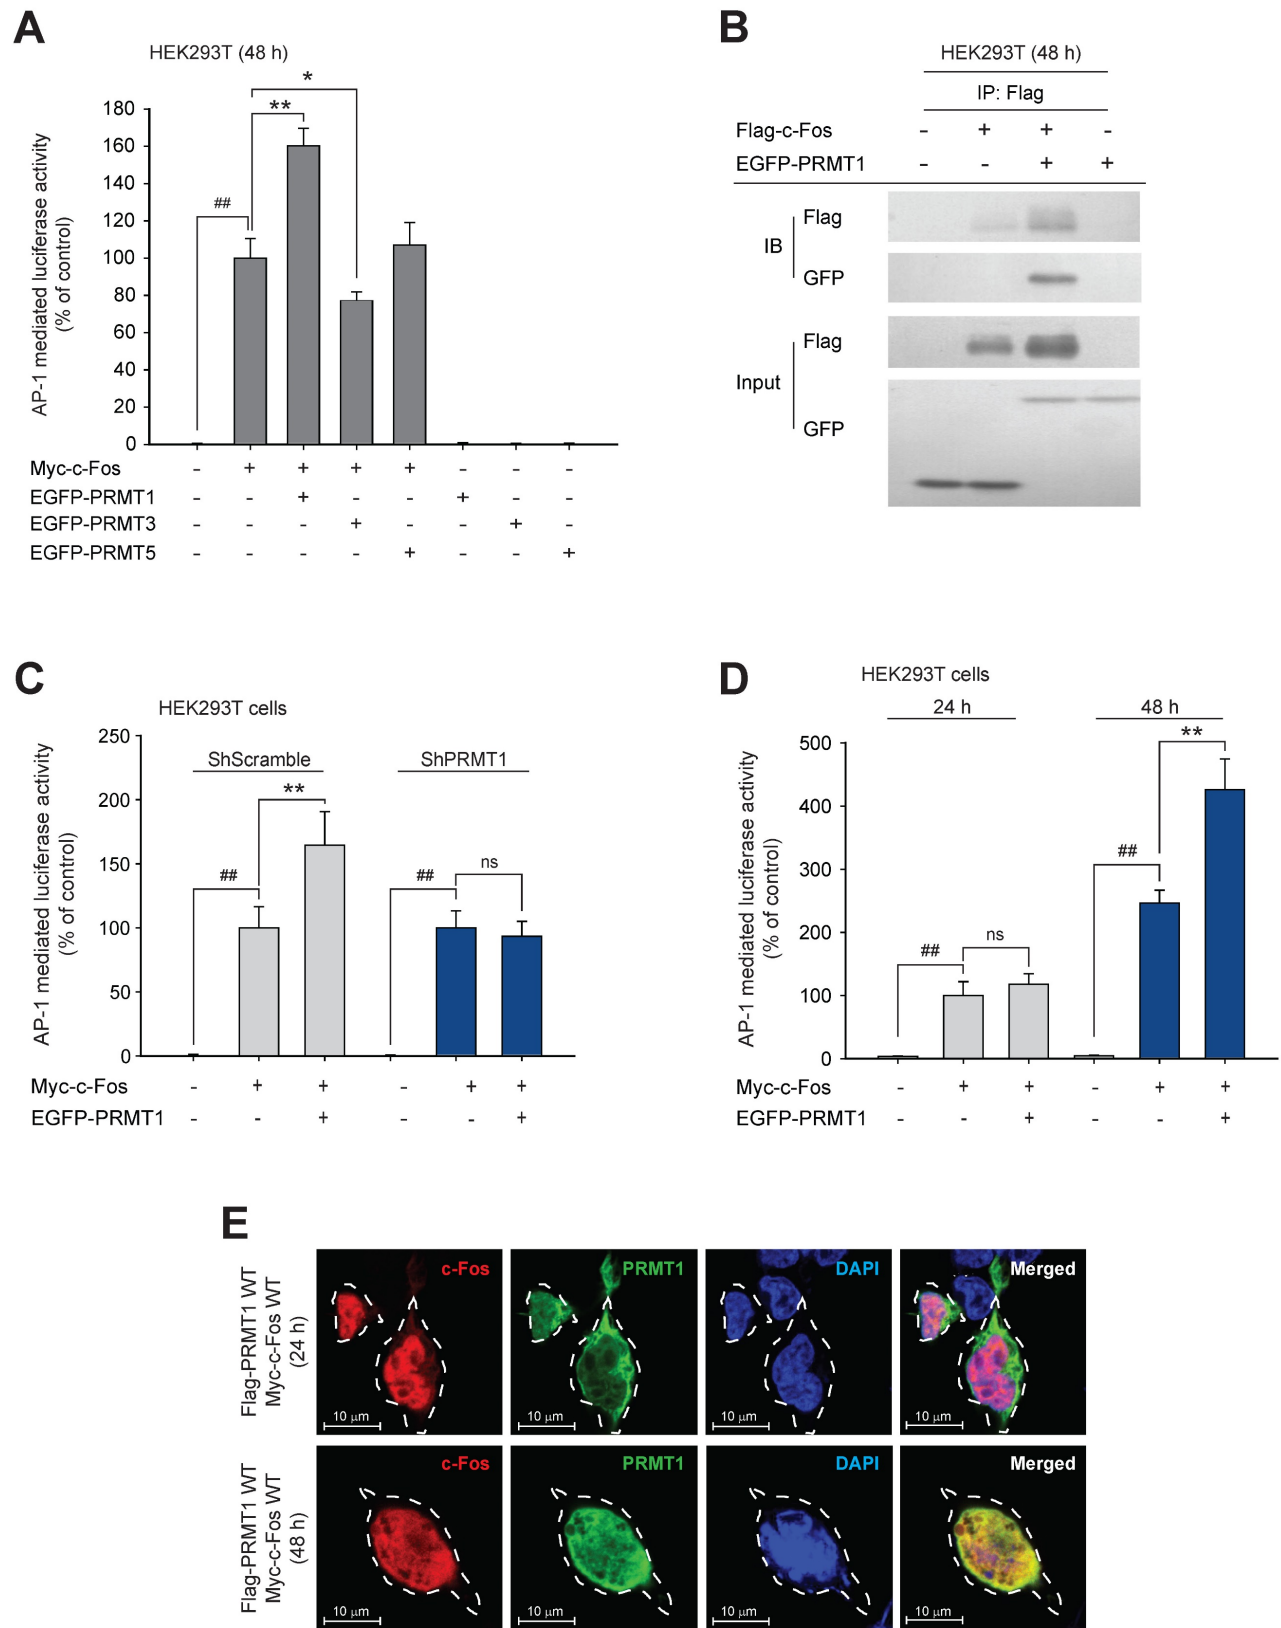 A
HEK293T (48 h)
AP-1 mediated luciferase activity
(% of control)
180
160
140
120
100
80
60
40
20
0
##
**
*
Myc-c-Fos - + + + + - - -
EGFP-PRMT1 - - + - - + - -
EGFP-PRMT3 - - - + - - + -
EGFP-PRMT5 - - - - + - - +
B
HEK293T (48 h)
IP: Flag
Flag-c-Fos - + + -
EGFP-PRMT1 - - + +
IB
Flag
GFP
Input
Flag
GFP
C
HEK293T cells
AP-1 mediated luciferase activity
(% of control)
250
200
150
100
50
0
ShScramble ShPRMT1
##
**
##
ns
Myc-c-Fos - + + - + +
EGFP-PRMT1 - - + - - +
D
HEK293T cells
24 h 48 h
AP-1 mediated luciferase activity
(% of control)
500
400
300
200
100
0
##
ns
##
**
Myc-c-Fos - + + - + +
EGFP-PRMT1 - - + - - +
E
Flag-PRMT1 WT
Myc-c-Fos WT
(24 h)
c-Fos PRMT1 DAPI Merged
10 µm 10 µm 10 µm 10 µm
Flag-PRMT1 WT
Myc-c-Fos WT
(48 h)
c-Fos PRMT1 DAPI Merged
10 µm 10 µm 10 µm 10 µm